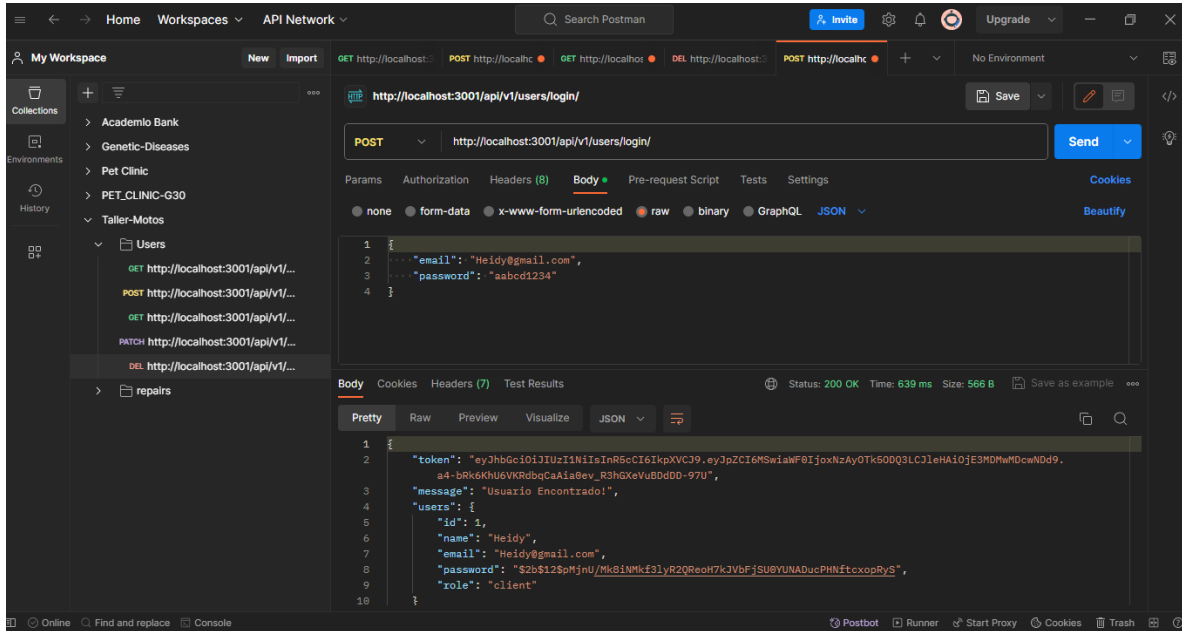 Home Workspaces API Network Search Postman Invite Upgrade
My Workspace New Import GET http://localhost: POST http://localhc GET http://localhos DEL http://localhost: POST http://localhc No Environment
Collections
Environments
History
Academlo Bank
Genetic-Diseases
Pet Clinic
PET_CLINIC-G30
Taller-Motos
Users
GET http://localhost:3001/api/v1/...
POST http://localhost:3001/api/v1/...
GET http://localhost:3001/api/v1/...
PATCH http://localhost:3001/api/v1/...
DEL http://localhost:3001/api/v1/...
repairs
HTTP http://localhost:3001/api/v1/users/login/ Save
POST http://localhost:3001/api/v1/users/login/ Send
Params Authorization Headers (8) Body Pre-request Script Tests Settings Cookies
none form-data x-www-form-urlencoded raw binary GraphQL JSON Beautify
1 {
2 ····"email":·"Heidy@gmail.com",
3 ····"password":·"aabcd1234"
4 }
Body Cookies Headers (7) Test Results Status: 200 OK Time: 639 ms Size: 566 B Save as example
Pretty Raw Preview Visualize JSON
1 {
2 "token": "eyJhbGciOiJIUzI1NiIsInR5cCI6IkpXVCJ9.eyJpZCI6MSwiaWF0IjoxNzAyOTk5ODQ3LCJleHAiOjE3MDMwMDcwNDd9.
a4-bRk6KhU6VKRdbqCaAia0ev_R3hGXeVuBDdDD-97U",
3 "message": "Usuario Encontrado!",
4 "users": {
5 "id": 1,
6 "name": "Heidy",
7 "email": "Heidy@gmail.com",
8 "password": "$2b$12$pMjnU/Mk8iNMkf3lyR2QReoH7kJVbFjSU0YUNADucPHNftcxopRyS",
9 "role": "client"
10 }
Online Find and replace Console Postbot Runner Start Proxy Cookies Trash